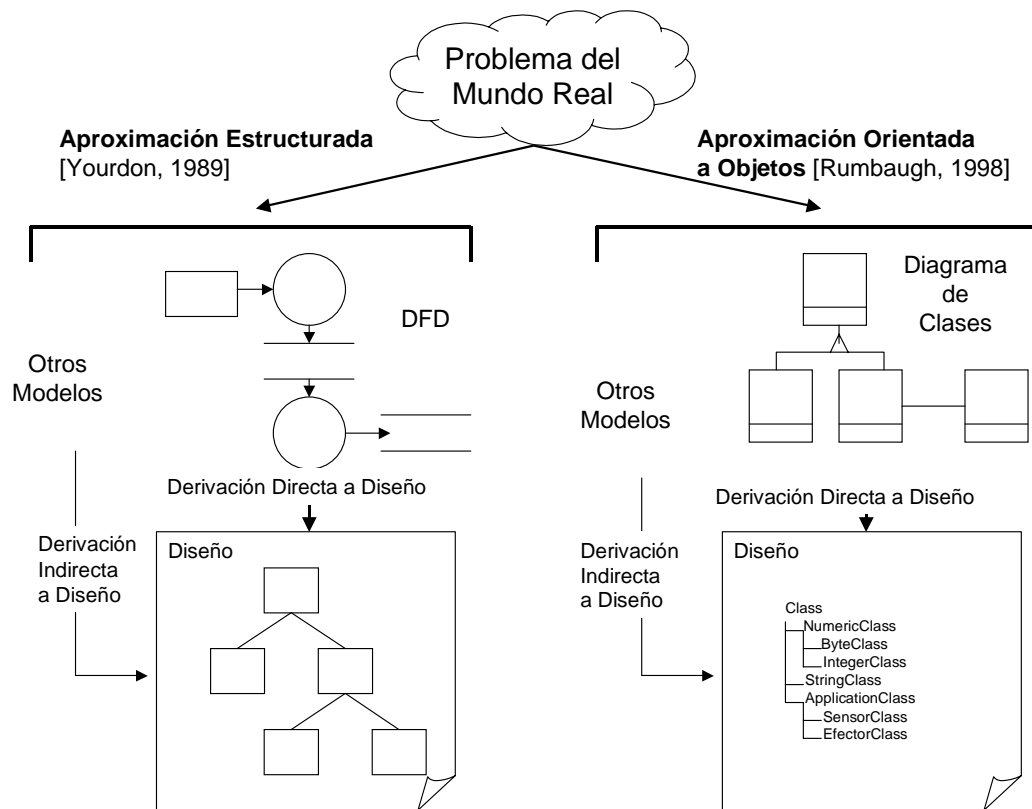 Problema del
Mundo Real
Aproximación Estructurada
[Yourdon, 1989]
Aproximación Orientada
a Objetos [Rumbaugh, 1998]
DFD
Otros
Modelos
Derivación Directa a Diseño
Derivación
Indirecta
a Diseño
Diseño
Diagrama
de
Clases
Otros
Modelos
Derivación Directa a Diseño
Derivación
Indirecta
a Diseño
Diseño
Class
NumericClass
ByteClass
IntegerClass
StringClass
ApplicationClass
SensorClass
EfectorClass